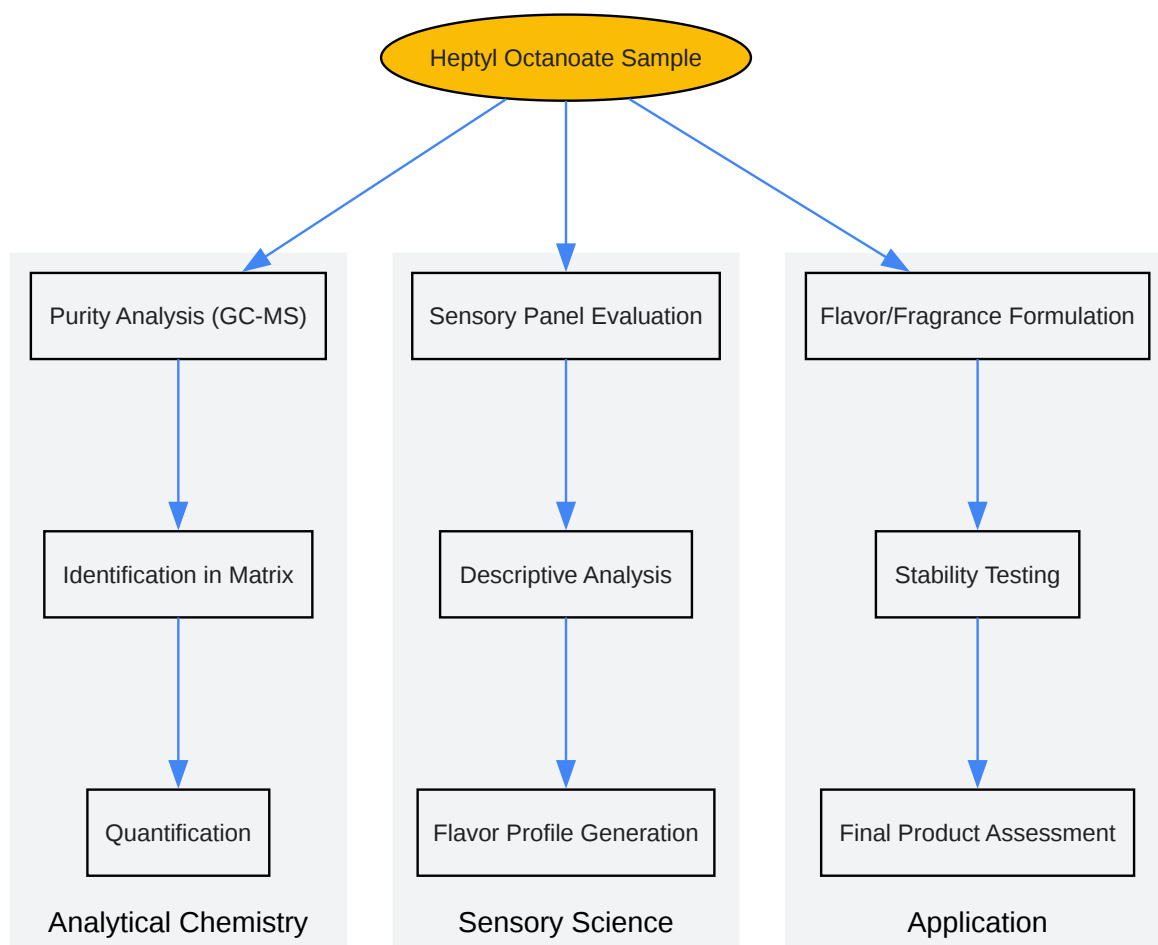 Heptyl Octanoate Sample
Purity Analysis (GC-MS)
Sensory Panel Evaluation
Flavor/Fragrance Formulation
Identification in Matrix
Descriptive Analysis
Stability Testing
Quantification
Flavor Profile Generation
Final Product Assessment
Analytical Chemistry
Sensory Science
Application